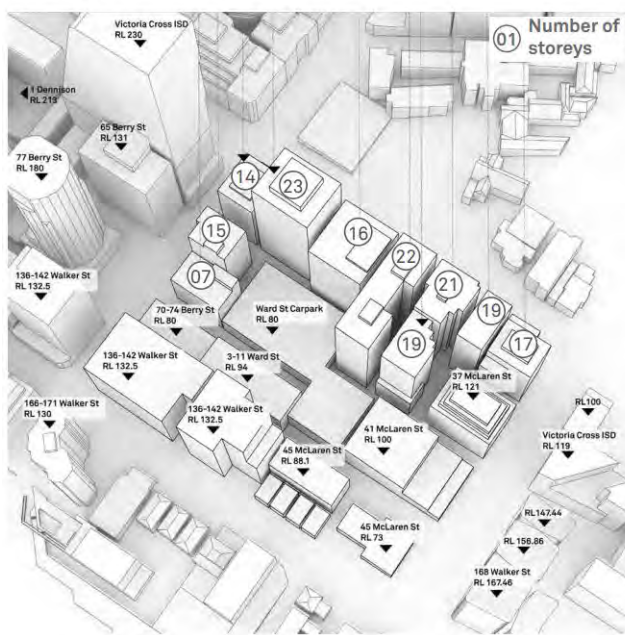 01 Number of
storeys
Victoria Cross ISD
RL 230
1 Dennison
RL 213
65 Berry St
RL 131
77 Berry St
RL 180
14
23
15
16
07
22
21
136-142 Walker St
RL 132.5
70-74 Berry St
RL 80
Ward St Carpark
RL 80
19
19
17
136-142 Walker St
RL 132.5
3-11 Ward St
RL 94
37 McLaren St
RL 121
166-171 Walker St
RL 130
136-142 Walker St
RL 132.5
41 McLaren St
RL 100
RL100
Victoria Cross ISD
RL 119
45 McLaren St
RL 88.1
45 McLaren St
RL 73
RL147.44
RL 156.86
168 Walker St
RL 167.46